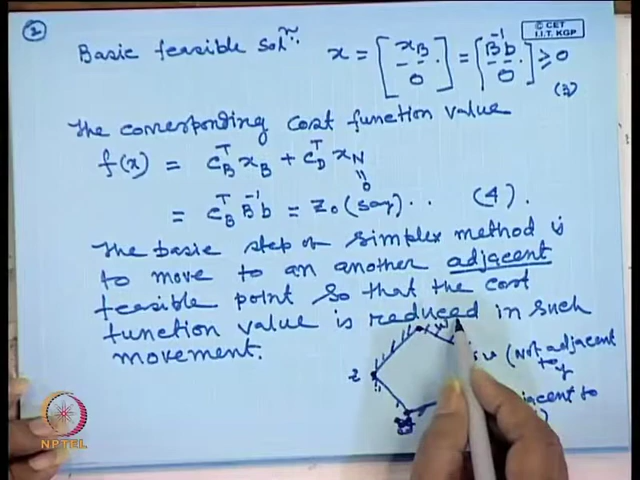 2
© CET
I.I.T. KGP
Basic feasible solⁿ: x = [x_B / 0] = [B⁻¹b / 0] ≥ 0
(3)
The corresponding cost function value
f(x) = c_B^T x_B + c_D^T x_N
"
0
= c_B^T B⁻¹b = Z₀ (say).. (4).
The basic step of simplex method is
to move to an another adjacent
feasible point so that the cost
function value is reduced in such
movement.
z
(Not adjacent
to y
adjacent to
NPTEL